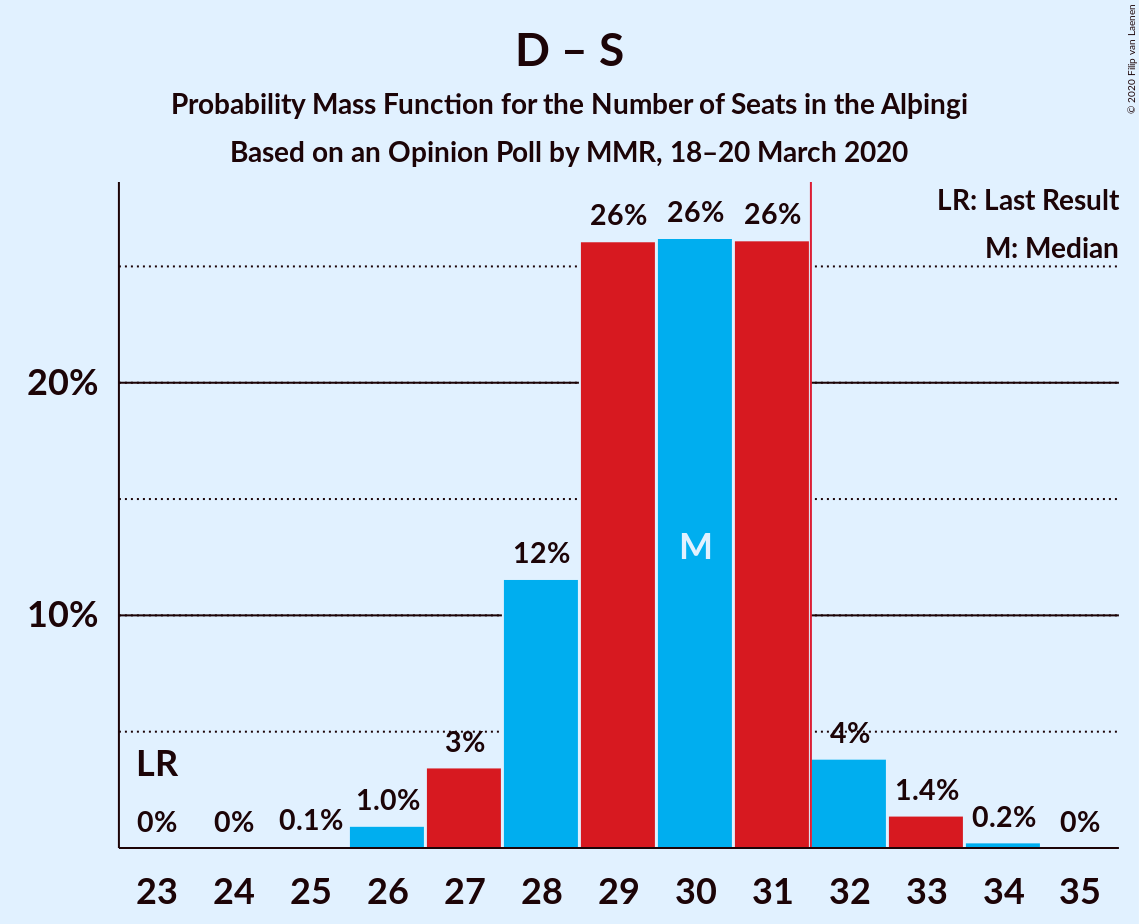 D – S
Probability Mass Function for the Number of Seats in the Alþingi
Based on an Opinion Poll by MMR, 18–20 March 2020
© 2020 Filip van Laenen
LR: Last Result
M: Median
20%
10%
LR
0%
0%
0.1%
1.0%
3%
12%
26%
26%
26%
4%
1.4%
0.2%
0%
M
23 24 25 26 27 28 29 30 31 32 33 34 35